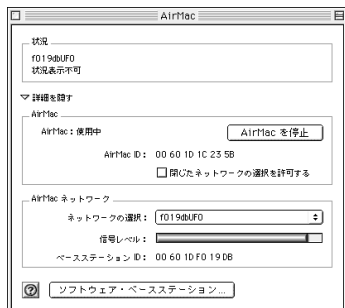 AirMac
状況
f019dbUF0
状況表示不可
詳細を隠す
AirMac
AirMac：使用中
AirMac を停止
AirMac ID： 00 60 1D 1C 23 5B
閉じたネットワークの選択を許可する
AirMac ネットワーク
ネットワークの選択： f019dbUF0
信号レベル：
ベースステーション ID： 00 60 1D F0 19 DB
? ソフトウェア・ベースステーション...